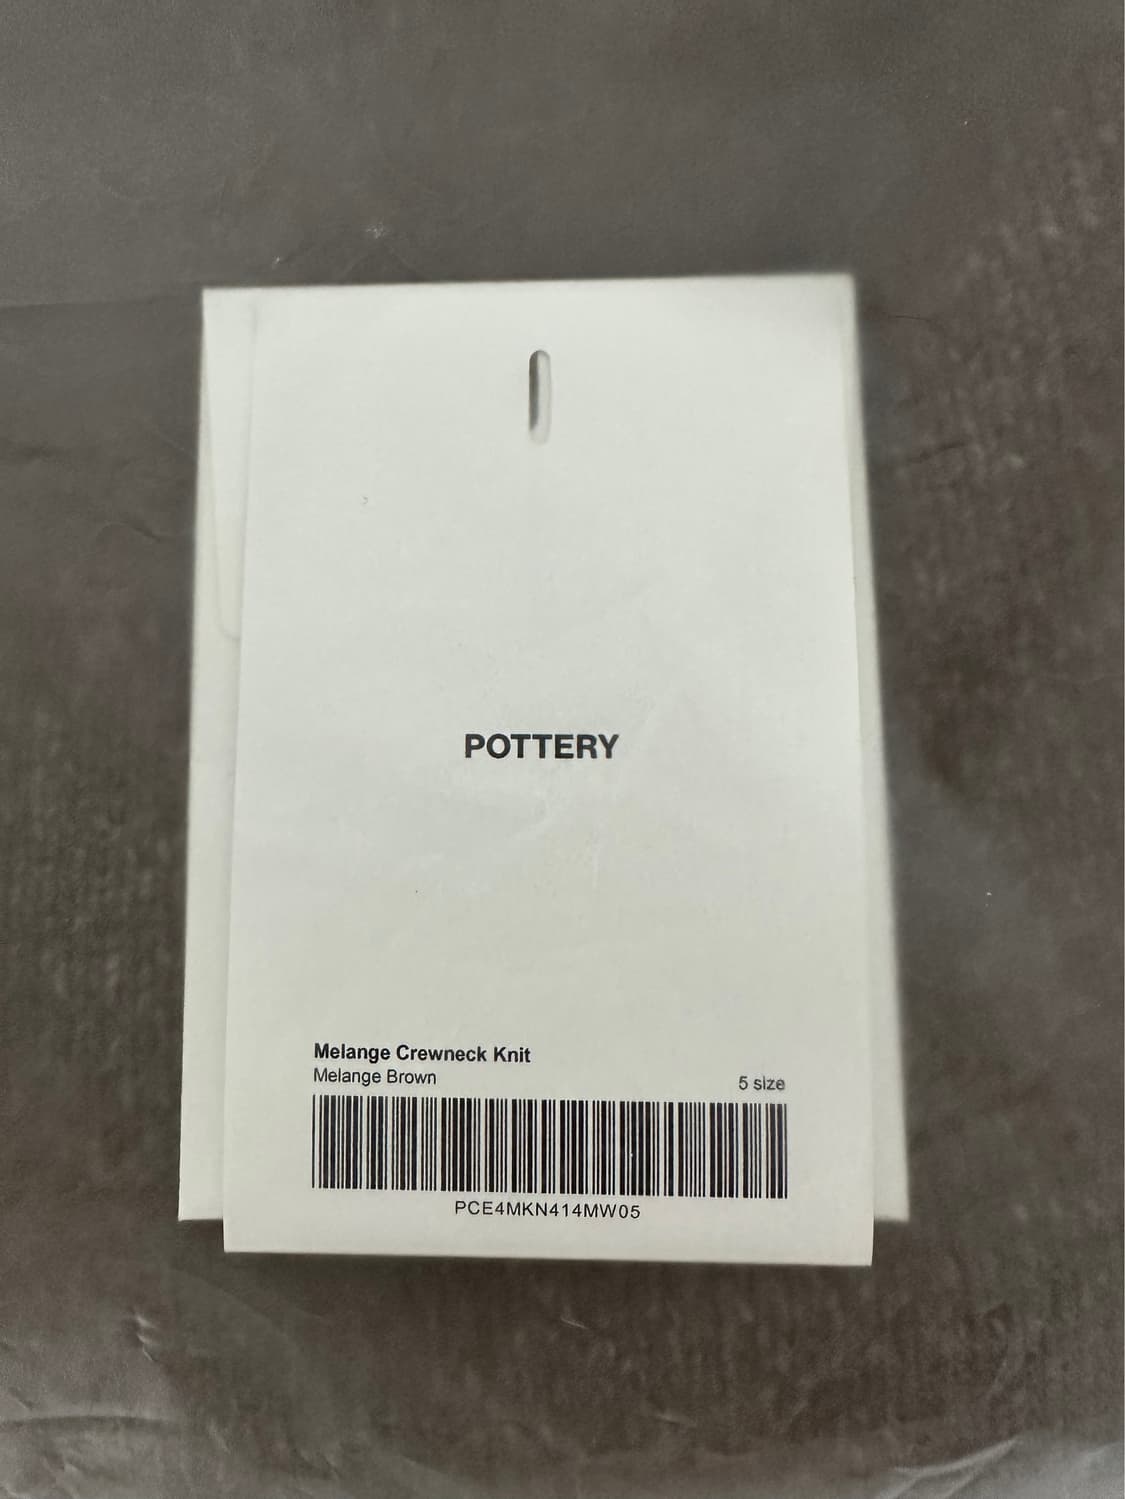 POTTERY
Melange Crewneck Knit
Melange Brown
5 size
PCE4MKN414MW05